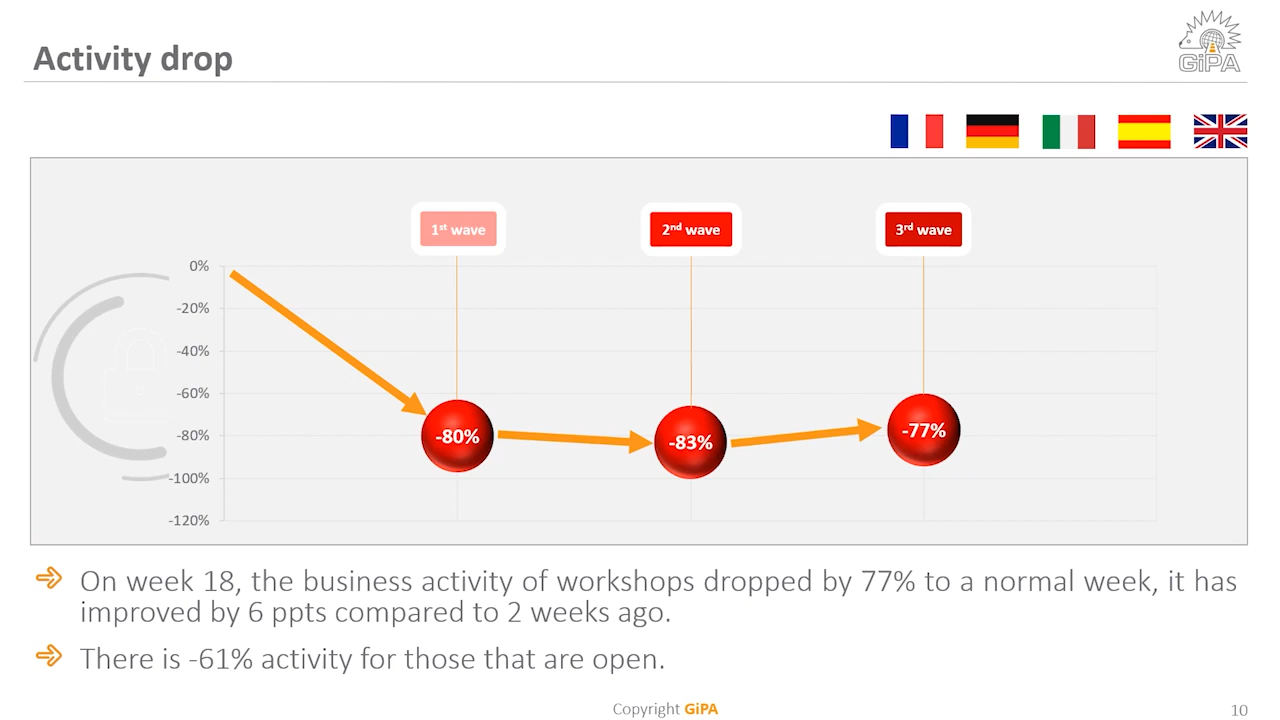 Activity drop
GiPA
1st wave
2nd wave
3rd wave
0%
-20%
-40%
-60%
-80%
-100%
-120%
-80%
-83%
-77%
On week 18, the business activity of workshops dropped by 77% to a normal week, it has
improved by 6 ppts compared to 2 weeks ago.
There is -61% activity for those that are open.
Copyright GiPA
10